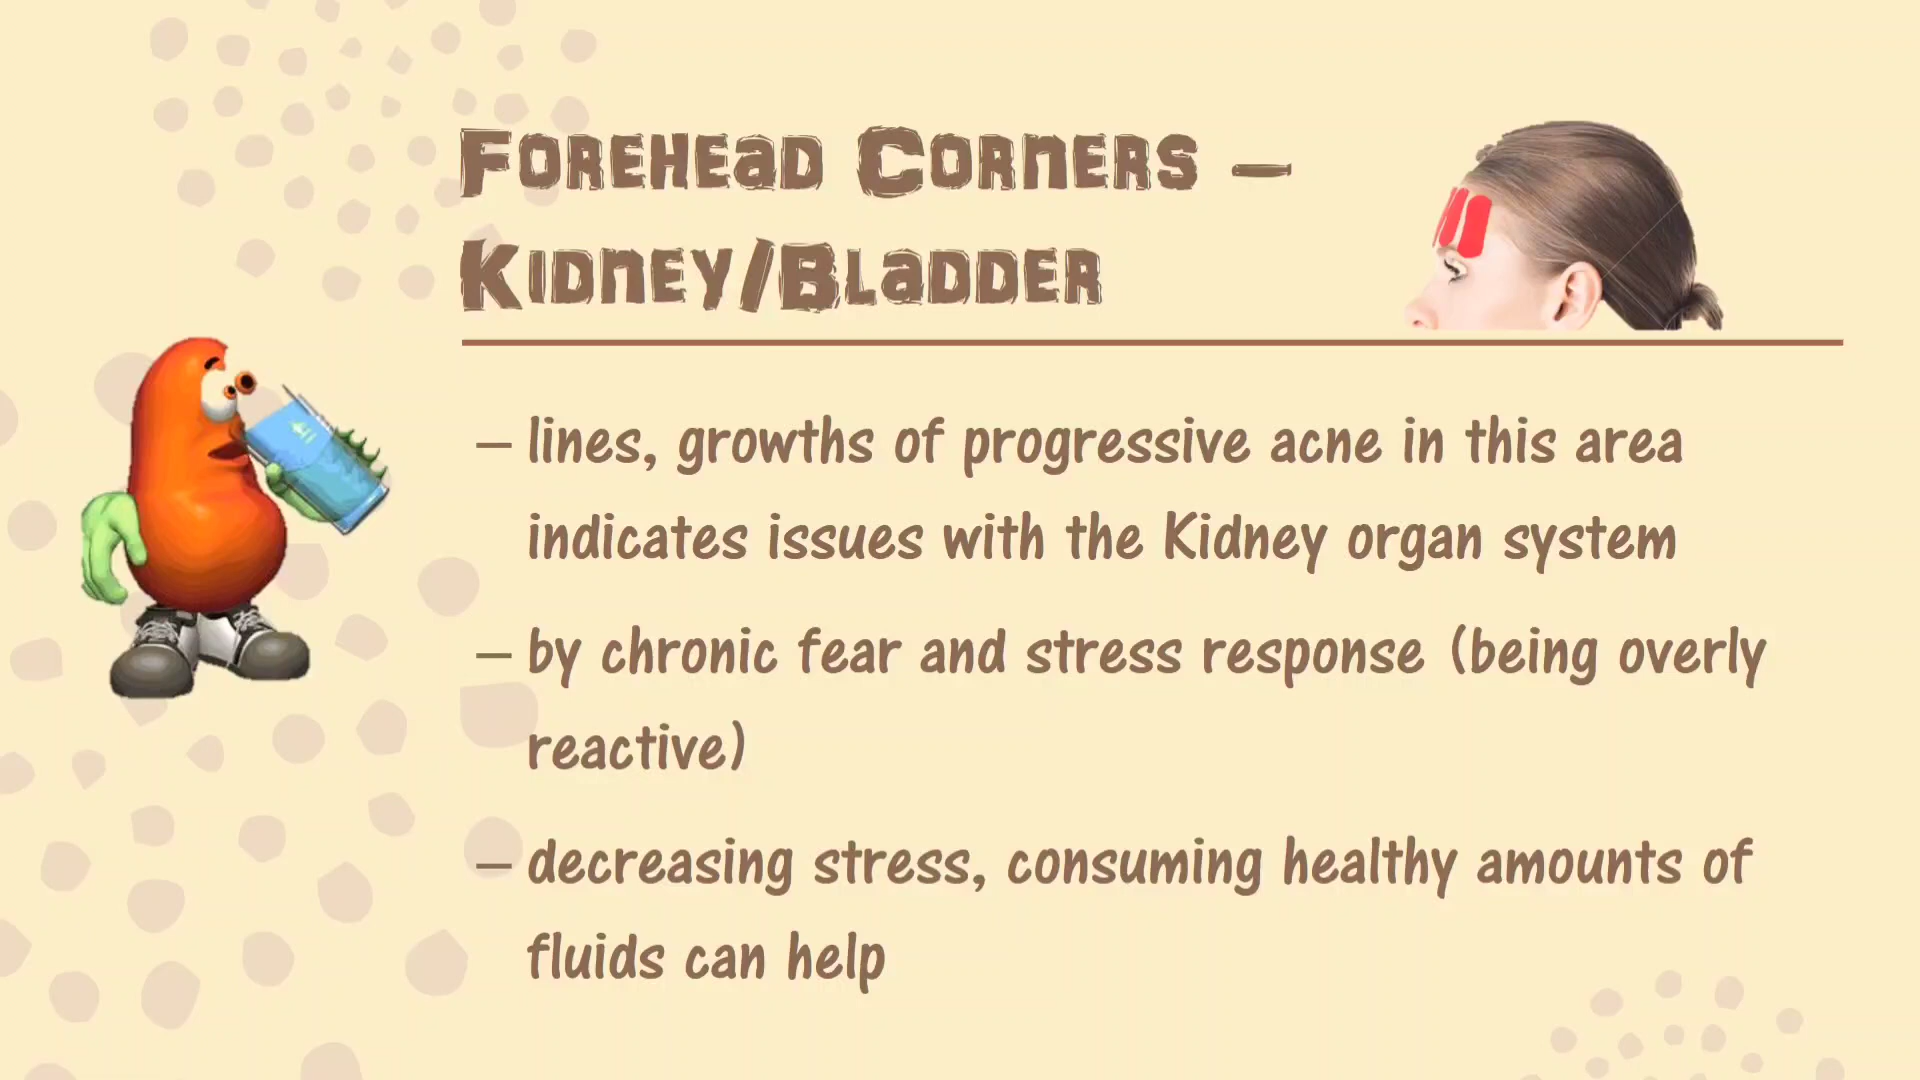 Forehead Corners –
Kidney/Bladder
– lines, growths of progressive acne in this area
indicates issues with the Kidney organ system
– by chronic fear and stress response (being overly
reactive)
– decreasing stress, consuming healthy amounts of
fluids can help